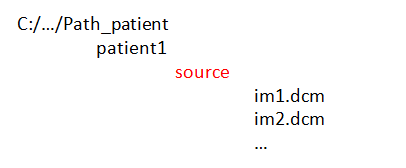 C:/.../Path_patient
patient1
source
im1.dcm
im2.dcm
...